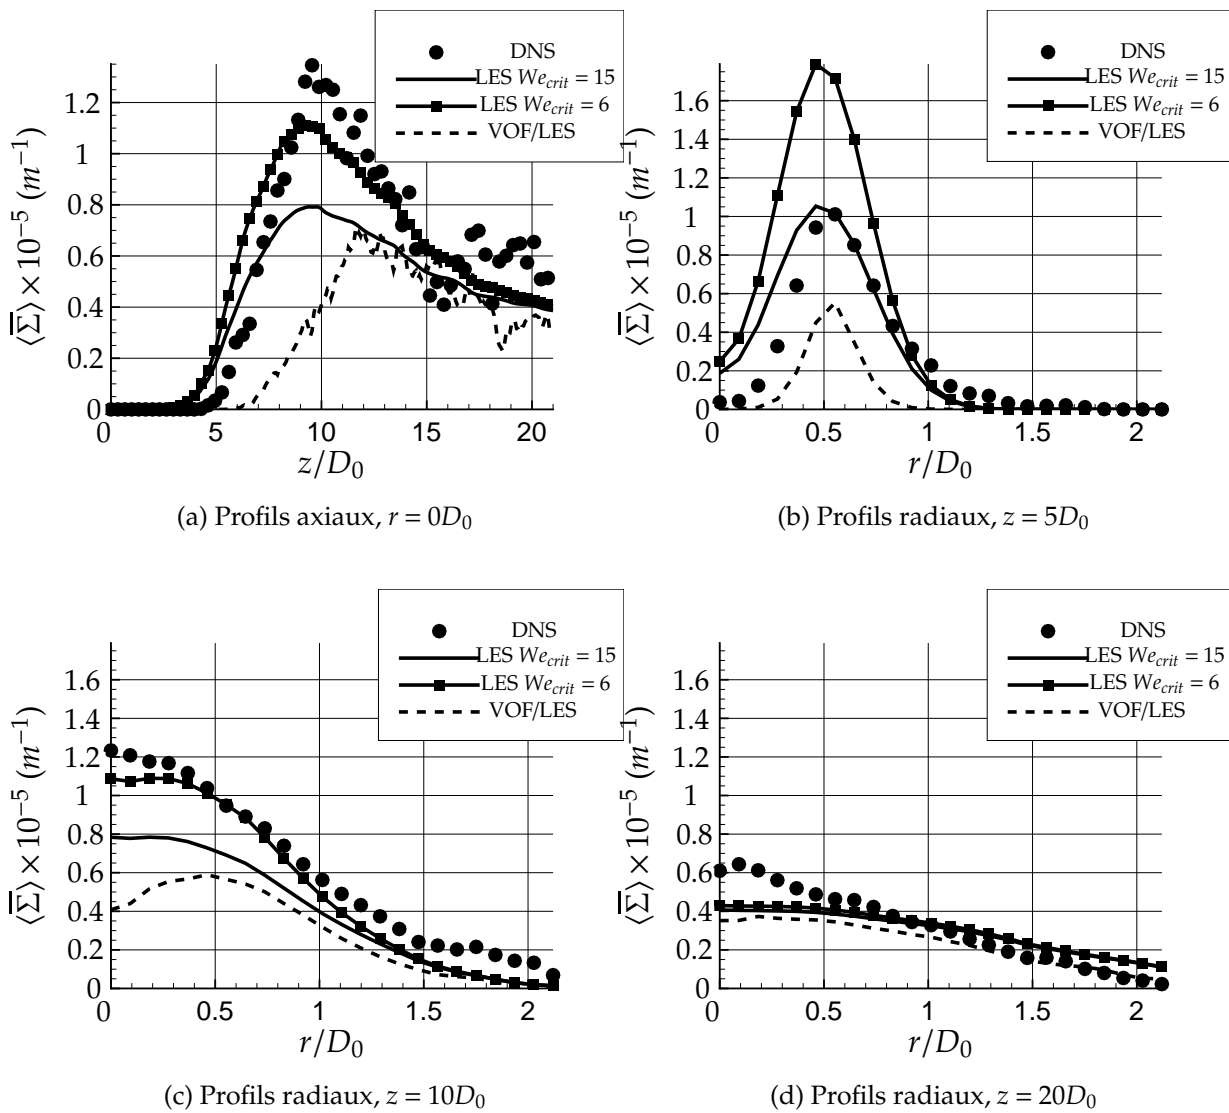 DNS
LES We_crit = 15
LES We_crit = 6
VOF/LES
⟨Σ̅⟩ × 10⁻⁵ (m⁻¹)
1.2
1
0.8
0.6
0.4
0.2
0
0 5 10 15 20
z/D₀
(a) Profils axiaux, r = 0D₀
DNS
LES We_crit = 15
LES We_crit = 6
VOF/LES
⟨Σ̅⟩ × 10⁻⁵ (m⁻¹)
1.6
1.4
1.2
1
0.8
0.6
0.4
0.2
0
0 0.5 1 1.5 2
r/D₀
(b) Profils radiaux, z = 5D₀
DNS
LES We_crit = 15
LES We_crit = 6
VOF/LES
⟨Σ̅⟩ × 10⁻⁵ (m⁻¹)
1.6
1.4
1.2
1
0.8
0.6
0.4
0.2
0
0 0.5 1 1.5 2
r/D₀
(c) Profils radiaux, z = 10D₀
DNS
LES We_crit = 15
LES We_crit = 6
VOF/LES
⟨Σ̅⟩ × 10⁻⁵ (m⁻¹)
1.6
1.4
1.2
1
0.8
0.6
0.4
0.2
0
0 0.5 1 1.5 2
r/D₀
(d) Profils radiaux, z = 20D₀